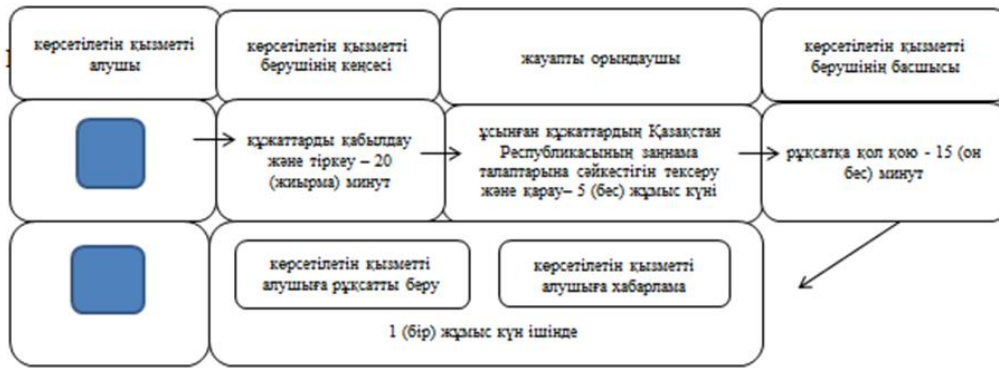 көрсетілетін қызметті
алушы
көрсетілетін қызметті
берушінің кеңсесі
жауапты орындаушы
көрсетілетін қызметті
берушінің басшысы
құжаттарды қабылдау
және тіркеу – 20
(жиырма) минут
ұсынған құжаттардың Қазақстан
Республикасының заңнама
талаптарына сәйкестігін тексеру
және қарау– 5 (бес) жұмыс күні
рұқсатқа қол қою - 15 (он
бес) минут
көрсетілетін қызметті
алушыға рұқсатты беру
көрсетілетін қызметті
алушыға хабарлама
1 (бір) жұмыс күн ішінде